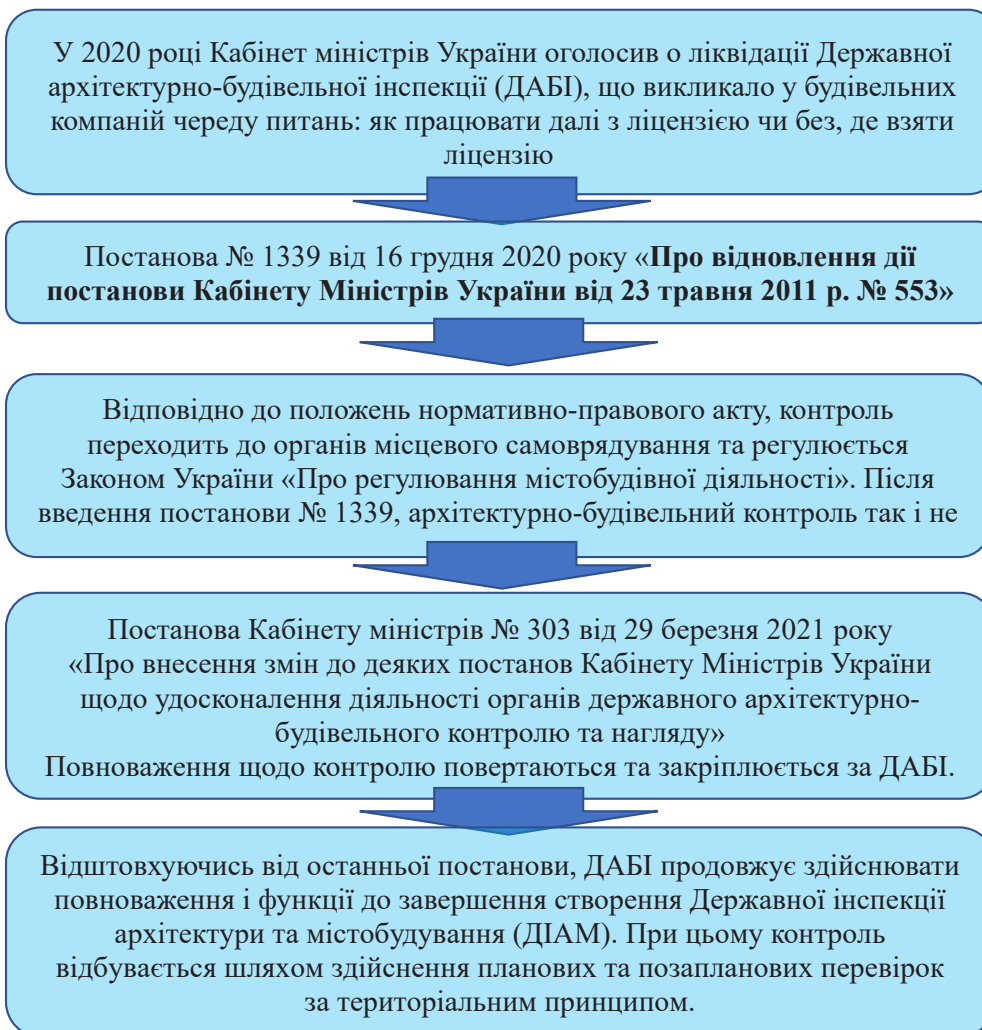 У 2020 році Кабінет міністрів України оголосив о ліквідації Державної
архітектурно-будівельної інспекції (ДАБІ), що викликало у будівельних
компаній череду питань: як працювати далі з ліцензією чи без, де взяти
ліцензію
Постанова № 1339 від 16 грудня 2020 року «Про відновлення дії
постанови Кабінету Міністрів України від 23 травня 2011 р. № 553»
Відповідно до положень нормативно-правового акту, контроль
переходить до органів місцевого самоврядування та регулюється
Законом України «Про регулювання містобудівної діяльності». Після
введення постанови № 1339, архітектурно-будівельний контроль так і не
Постанова Кабінету міністрів № 303 від 29 березня 2021 року
«Про внесення змін до деяких постанов Кабінету Міністрів України
щодо удосконалення діяльності органів державного архітектурно-
будівельного контролю та нагляду»
Повноваження щодо контролю повертаються та закріплюється за ДАБІ.
Відштовхуючись від останньої постанови, ДАБІ продовжує здійснювати
повноваження і функції до завершення створення Державної інспекції
архітектури та містобудування (ДІАМ). При цьому контроль
відбувається шляхом здійснення планових та позапланових перевірок
за територіальним принципом.